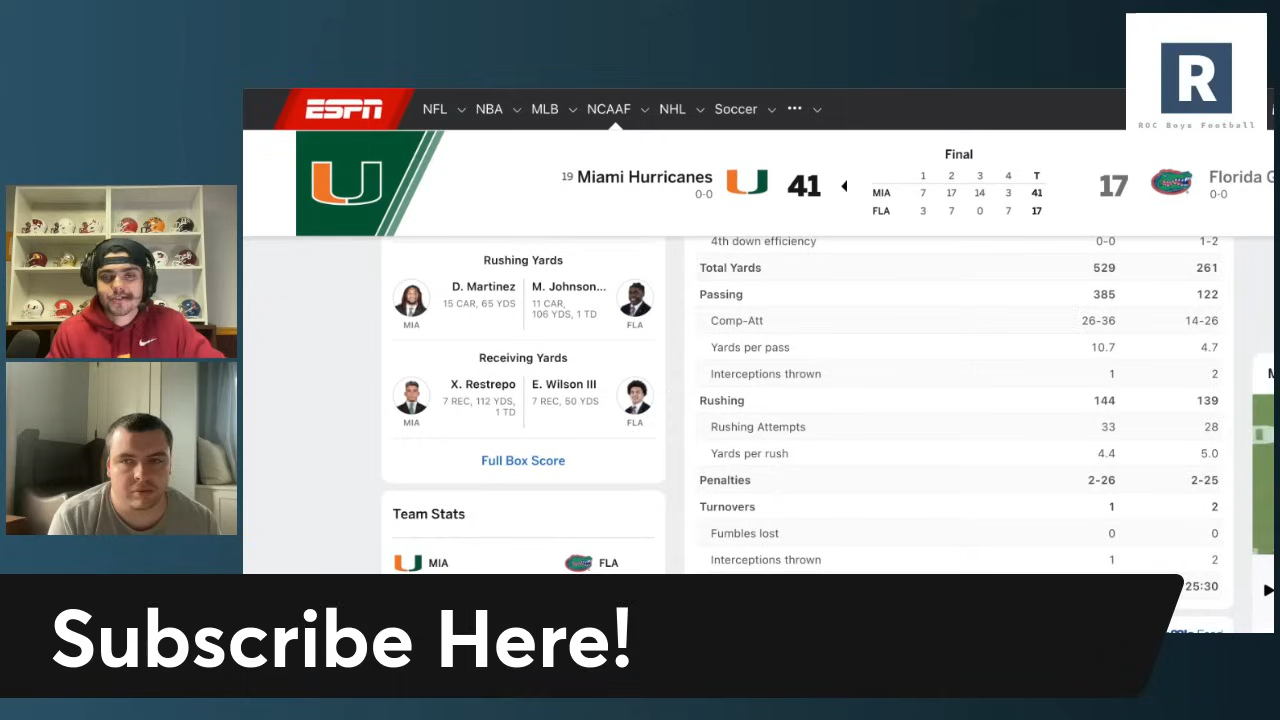 R
ROC Boys Football
ESPN NFL NBA MLB NCAAF NHL Soccer •••
Final
19 Miami Hurricanes 41 17 Florida G
0-0 0-0
1 2 3 4 T
MIA 7 17 14 3 41
FLA 3 7 0 7 17
Rushing Yards
D. Martinez M. Johnson...
15 CAR, 65 YDS 11 CAR,
106 YDS, 1 TD
MIA FLA
Receiving Yards
X. Restrepo E. Wilson III
7 REC, 112 YDS, 7 REC, 50 YDS
1 TD
MIA FLA
Full Box Score
Team Stats
MIA FLA
4th down efficiency 0-0 1-2
Total Yards 529 261
Passing 385 122
Comp-Att 26-36 14-26
Yards per pass 10.7 4.7
Interceptions thrown 1 2
Rushing 144 139
Rushing Attempts 33 28
Yards per rush 4.4 5.0
Penalties 2-26 2-25
Turnovers 1 2
Fumbles lost 0 0
Interceptions thrown 1 2
25:30
Subscribe Here!